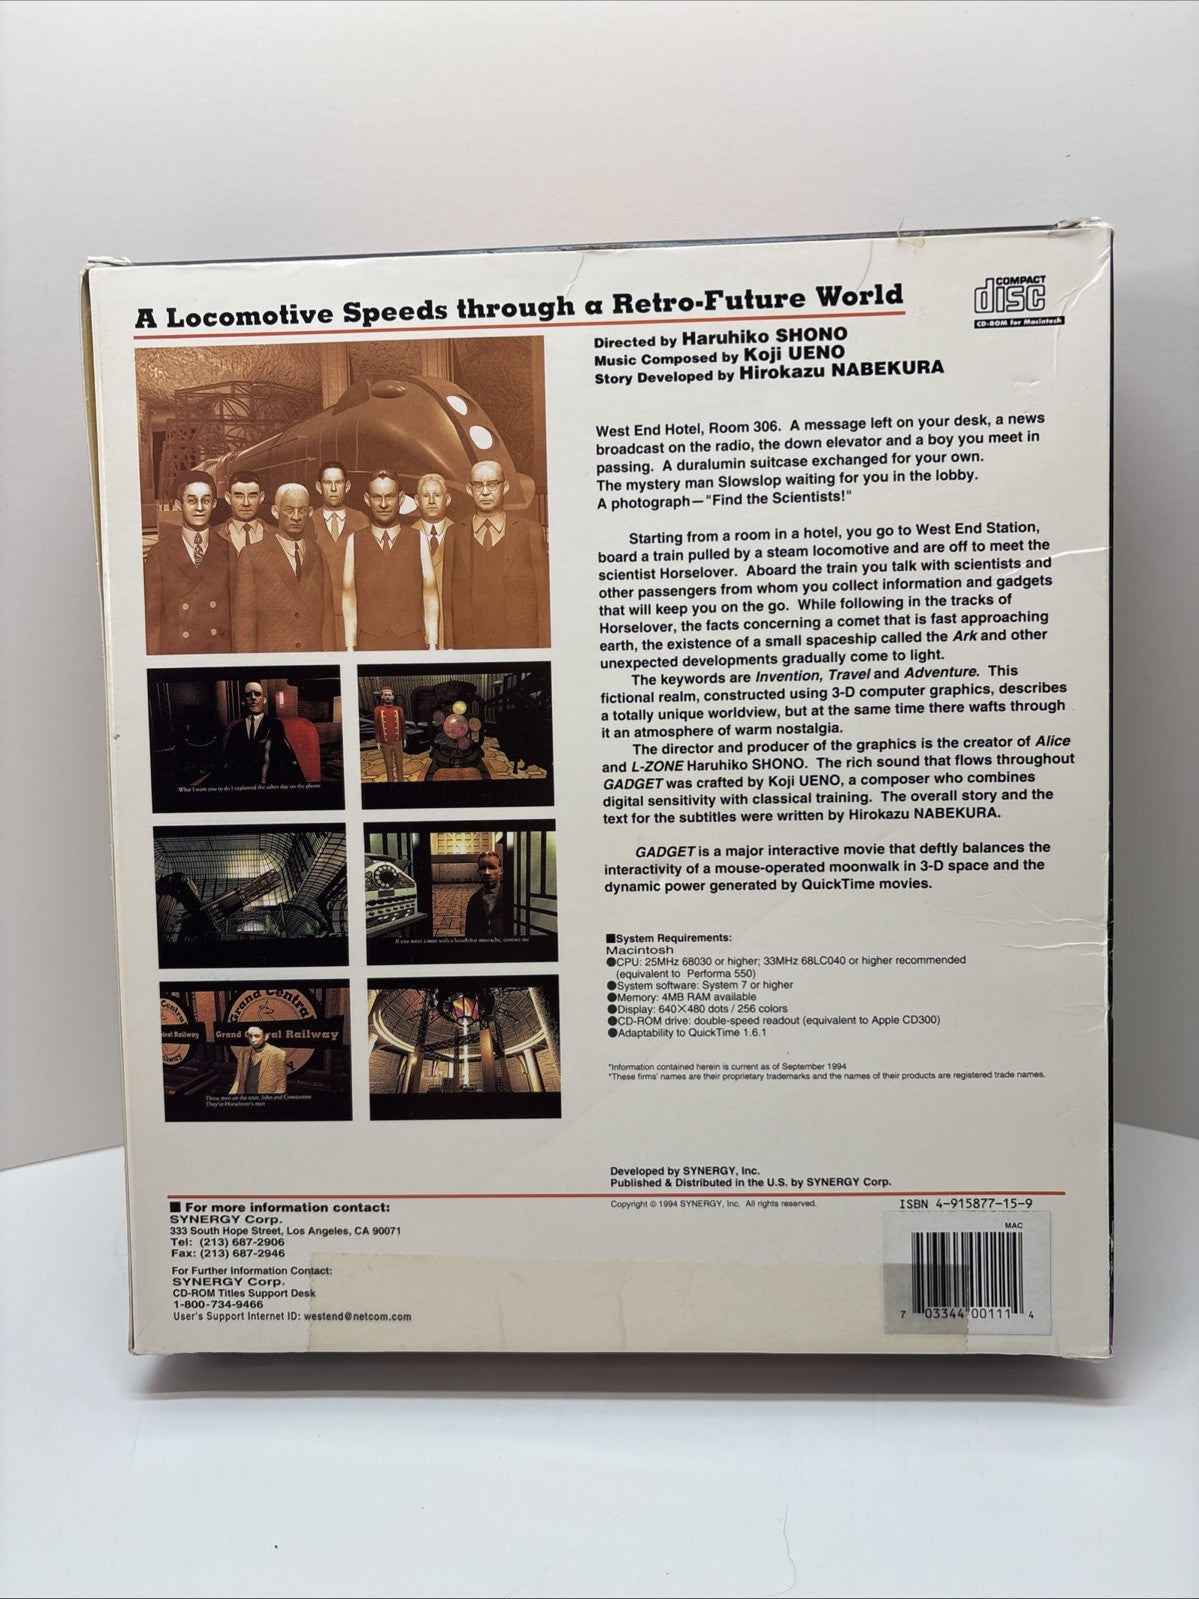 A Locomotive Speeds through a Retro-Future World
COMPACT
disc
CD-ROM for Macintosh
Directed by Haruhiko SHONO
Music Composed by Koji UENO
Story Developed by Hirokazu NABEKURA
West End Hotel, Room 306. A message left on your desk, a news
broadcast on the radio, the down elevator and a boy you meet in
passing. A duralumin suitcase exchanged for your own.
The mystery man Slowslop waiting for you in the lobby.
A photograph—"Find the Scientists!"
Starting from a room in a hotel, you go to West End Station,
board a train pulled by a steam locomotive and are off to meet the
scientist Horselover. Aboard the train you talk with scientists and
other passengers from whom you collect information and gadgets
that will keep you on the go. While following in the tracks of
Horselover, the facts concerning a comet that is fast approaching
earth, the existence of a small spaceship called the Ark and other
unexpected developments gradually come to light.
The keywords are Invention, Travel and Adventure. This
fictional realm, constructed using 3-D computer graphics, describes
a totally unique worldview, but at the same time there wafts through
it an atmosphere of warm nostalgia.
The director and producer of the graphics is the creator of Alice
and L-ZONE Haruhiko SHONO. The rich sound that flows throughout
GADGET was crafted by Koji UENO, a composer who combines
digital sensitivity with classical training. The overall story and the
text for the subtitles were written by Hirokazu NABEKURA.
GADGET is a major interactive movie that deftly balances the
interactivity of a mouse-operated moonwalk in 3-D space and the
dynamic power generated by QuickTime movies.
What I want you to do I explained the other day on the phone
If you meet a man with a handlebar mustache, contact me
Grand Central
Grand Central Railway
Those men on the train, John and Constantine
They're Horselover's men
■System Requirements:
Macintosh
●CPU: 25MHz 68030 or higher; 33MHz 68LC040 or higher recommended
(equivalent to Performa 550)
●System software: System 7 or higher
●Memory: 4MB RAM available
●Display: 640×480 dots / 256 colors
●CD-ROM drive: double-speed readout (equivalent to Apple CD300)
●Adaptability to QuickTime 1.6.1
*Information contained herein is current as of September 1994
*These firms' names are their proprietary trademarks and the names of their products are registered trade names.
Developed by SYNERGY, Inc.
Published & Distributed in the U.S. by SYNERGY Corp.
Copyright © 1994 SYNERGY, Inc. All rights reserved.
■ For more information contact:
SYNERGY Corp.
333 South Hope Street, Los Angeles, CA 90071
Tel: (213) 687-2906
Fax: (213) 687-2946
For Further Information Contact:
SYNERGY Corp.
CD-ROM Titles Support Desk
1-800-734-9466
User's Support Internet ID: westend@netcom.com
ISBN 4-915877-15-9
MAC
7 03344 00111 4